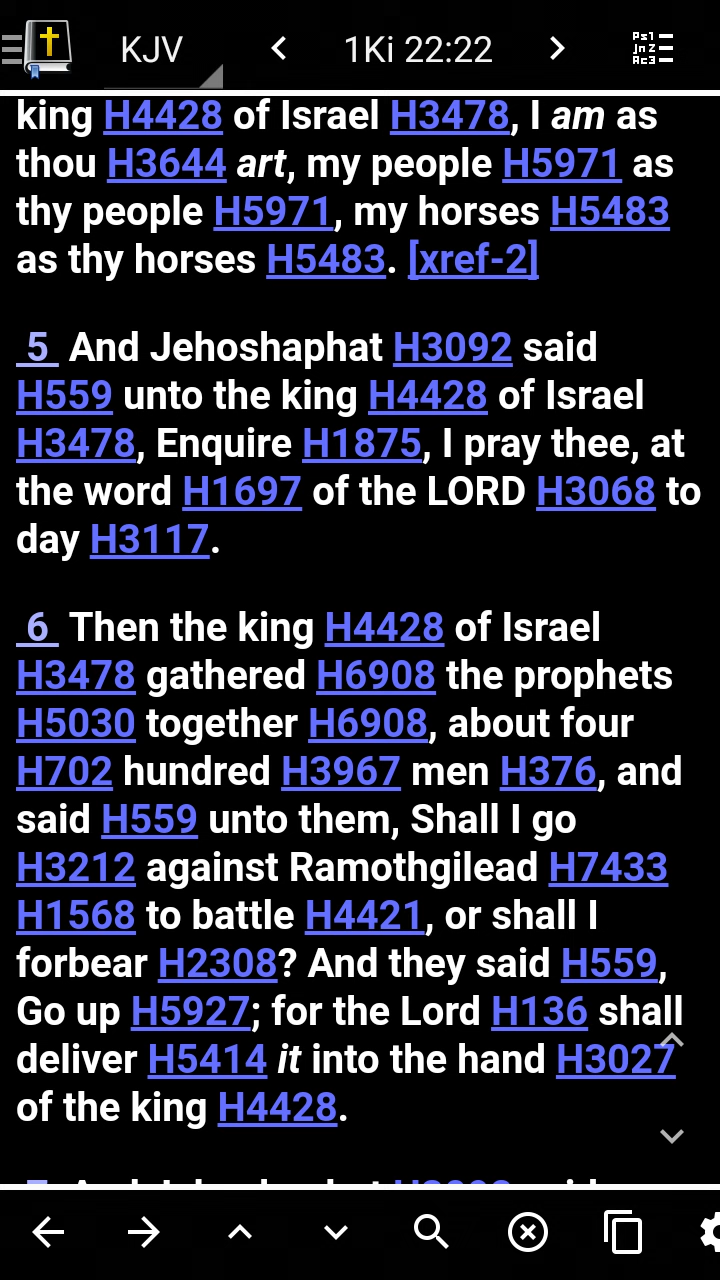 KJV
1Ki 22:22
king H4428 of Israel H3478, I am as
thou H3644 art, my people H5971 as
thy people H5971, my horses H5483
as thy horses H5483. [xref-2]
5 And Jehoshaphat H3092 said
H559 unto the king H4428 of Israel
H3478, Enquire H1875, I pray thee, at
the word H1697 of the LORD H3068 to
day H3117.
6 Then the king H4428 of Israel
H3478 gathered H6908 the prophets
H5030 together H6908, about four
H702 hundred H3967 men H376, and
said H559 unto them, Shall I go
H3212 against Ramothgilead H7433
H1568 to battle H4421, or shall I
forbear H2308? And they said H559,
Go up H5927; for the Lord H136 shall
deliver H5414 it into the hand H3027
of the king H4428.